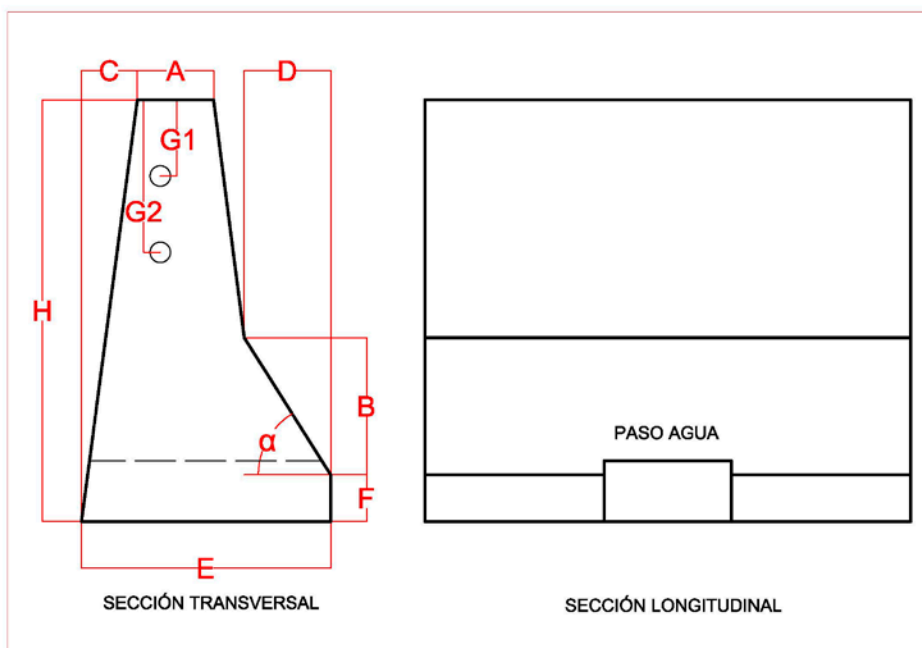 C A D
G1
G2
H
B
α
F
E
PASO AGUA
SECCIÓN TRANSVERSAL
SECCIÓN LONGITUDINAL